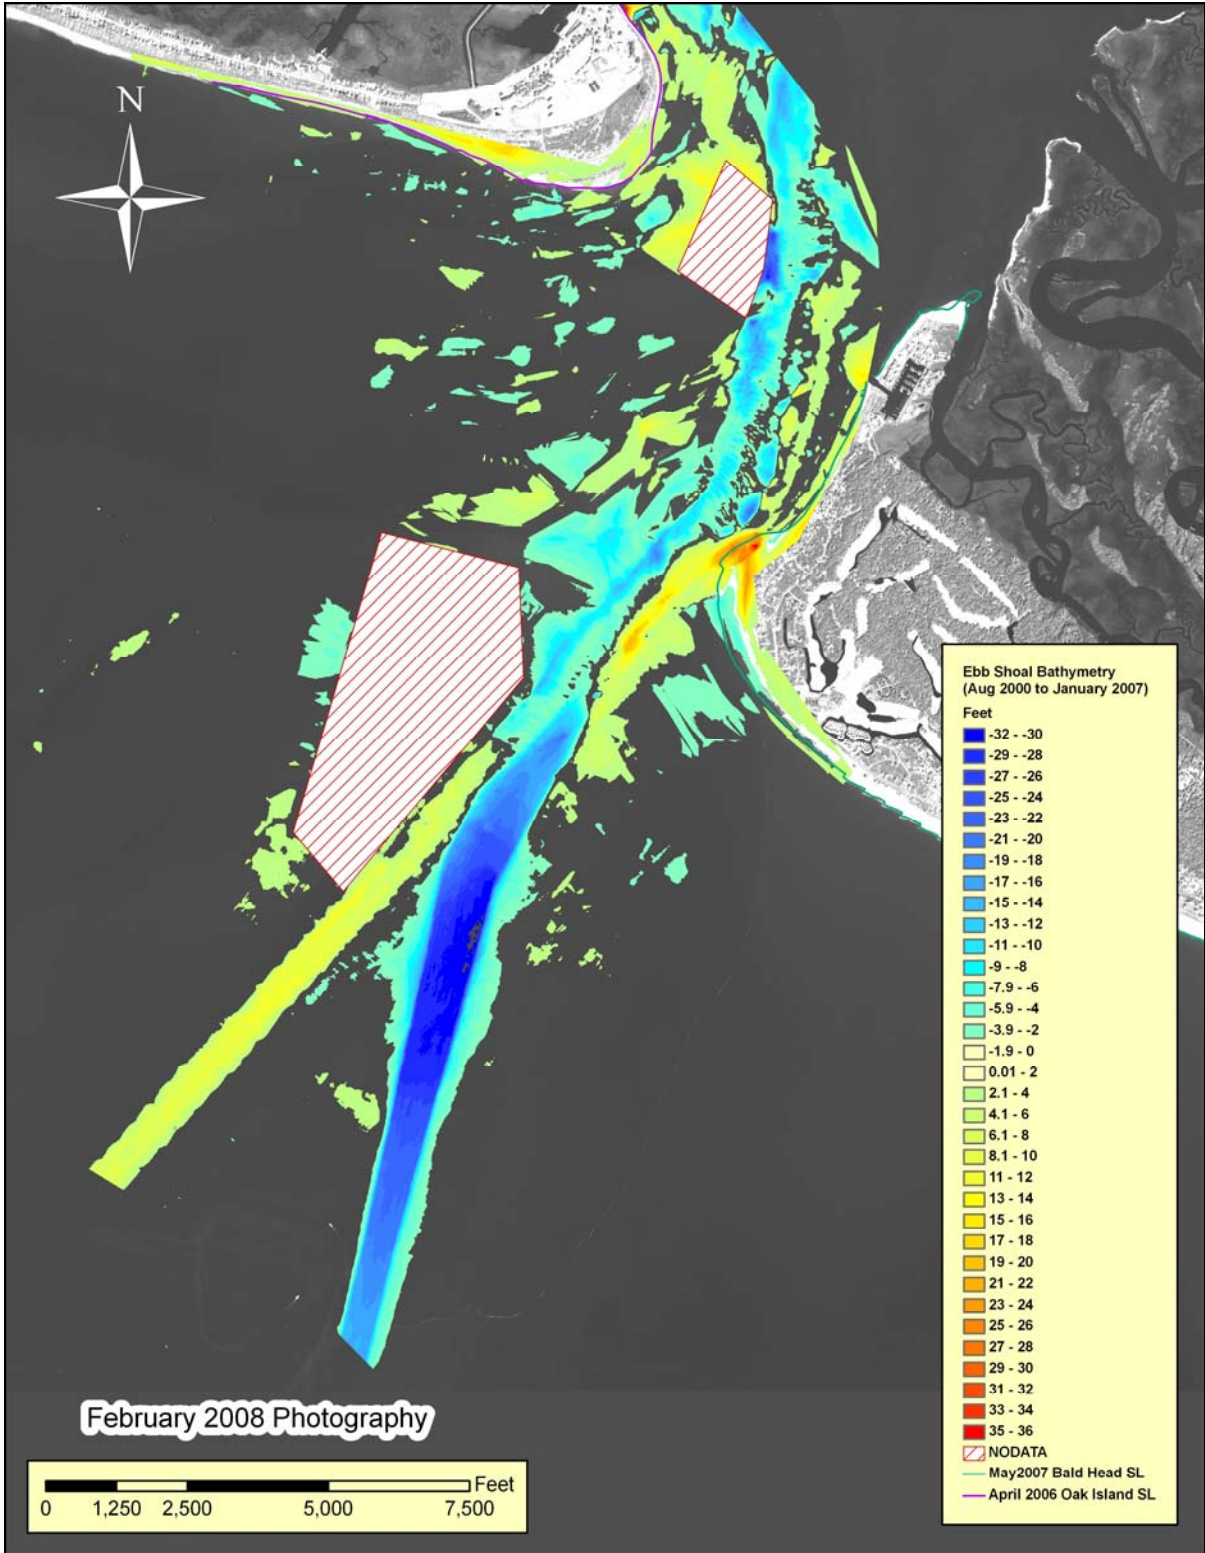 N
Ebb Shoal Bathymetry
(Aug 2000 to January 2007)
Feet
-32 - -30
-29 - -28
-27 - -26
-25 - -24
-23 - -22
-21 - -20
-19 - -18
-17 - -16
-15 - -14
-13 - -12
-11 - -10
-9 - -8
-7.9 - -6
-5.9 - -4
-3.9 - -2
-1.9 - 0
0.01 - 2
2.1 - 4
4.1 - 6
6.1 - 8
8.1 - 10
11 - 12
13 - 14
15 - 16
17 - 18
19 - 20
21 - 22
23 - 24
25 - 26
27 - 28
29 - 30
31 - 32
33 - 34
35 - 36
NODATA
May2007 Bald Head SL
April 2006 Oak Island SL
February 2008 Photography
Feet
0 1,250 2,500 5,000 7,500